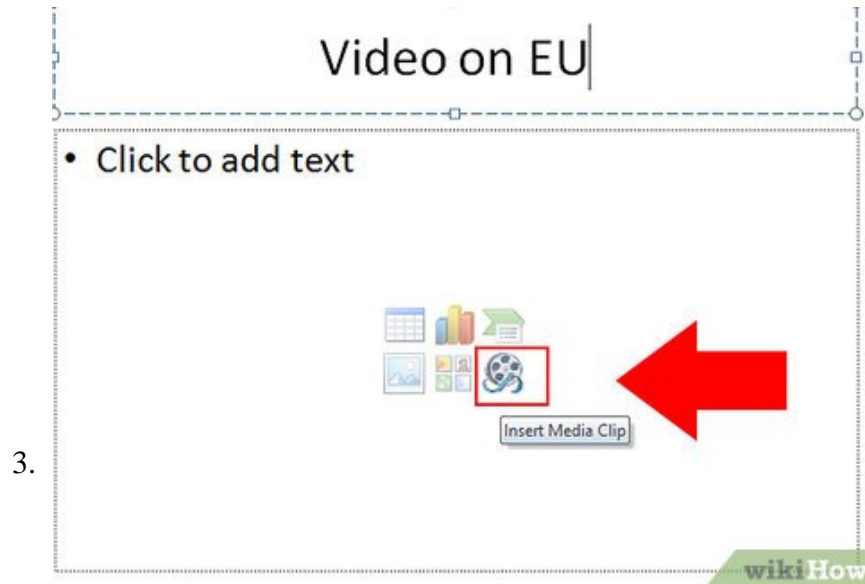 Video on EU
• Click to add text
Insert Media Clip
3.
wikiHow